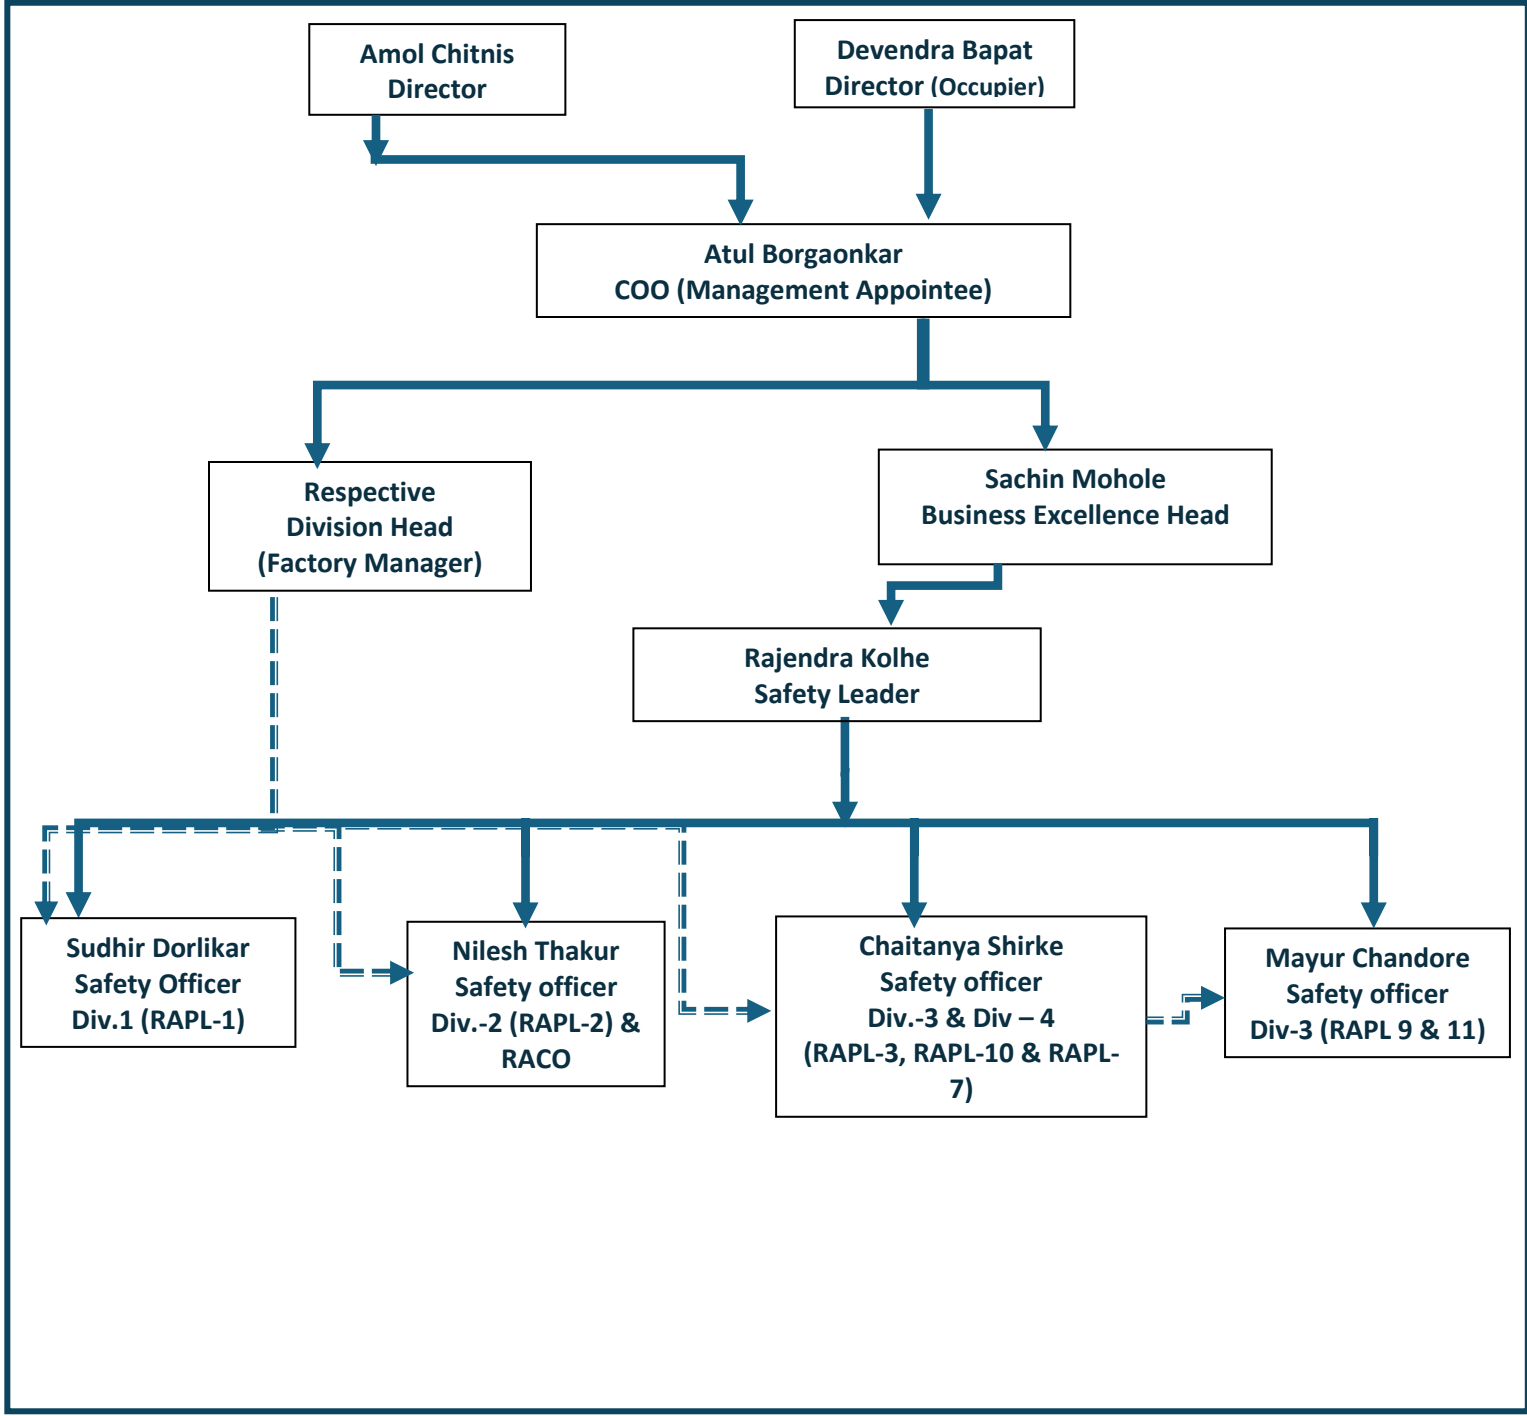 Amol Chitnis
Director
Devendra Bapat
Director (Occupier)
Atul Borgaonkar
COO (Management Appointee)
Respective
Division Head
(Factory Manager)
Sachin Mohole
Business Excellence Head
Rajendra Kolhe
Safety Leader
Sudhir Dorlikar
Safety Officer
Div.1 (RAPL-1)
Nilesh Thakur
Safety officer
Div.-2 (RAPL-2) &
RACO
Chaitanya Shirke
Safety officer
Div.-3 & Div – 4
(RAPL-3, RAPL-10 & RAPL-
7)
Mayur Chandore
Safety officer
Div-3 (RAPL 9 & 11)